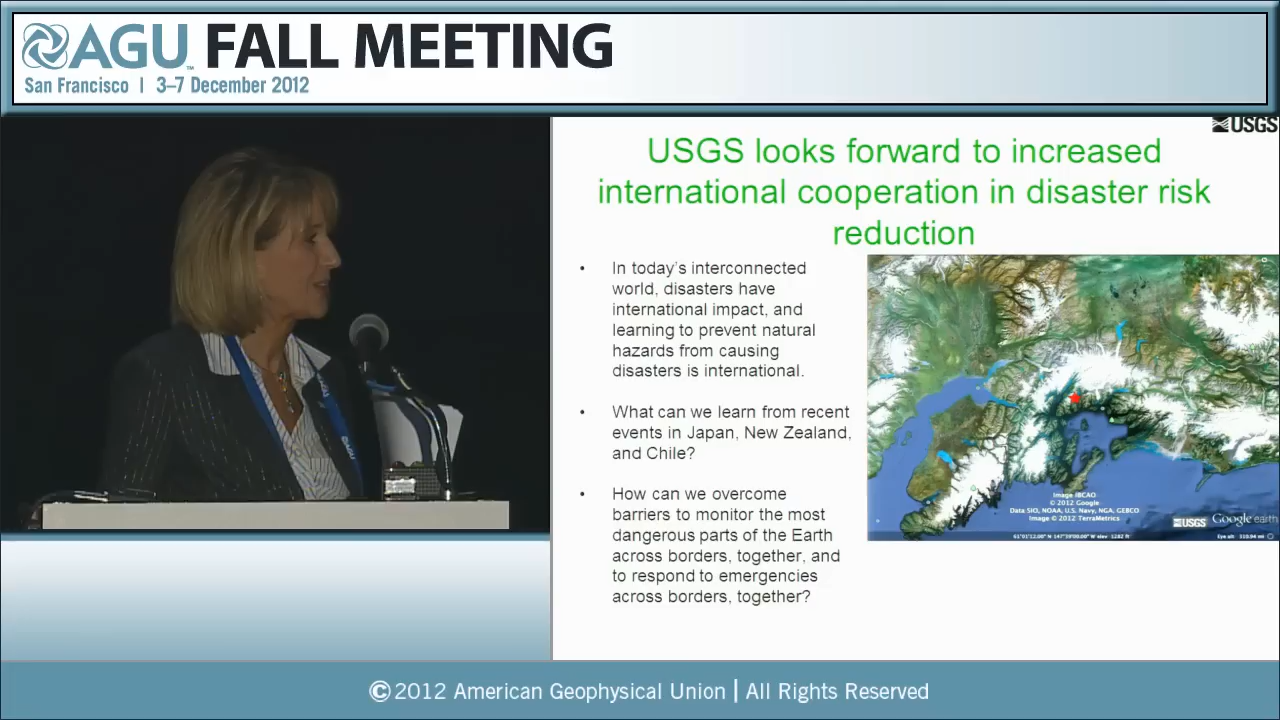 AGU FALL MEETING
San Francisco | 3–7 December 2012
USGS
USGS looks forward to increased
international cooperation in disaster risk
reduction
• In today's interconnected
world, disasters have
international impact, and
learning to prevent natural
hazards from causing
disasters is international.
• What can we learn from recent
events in Japan, New Zealand,
and Chile?
• How can we overcome
barriers to monitor the most
dangerous parts of the Earth
across borders, together, and
to respond to emergencies
across borders, together?
Image IBCAO
© 2012 Google
Data SIO, NOAA, U.S. Navy, NGA, GEBCO
Image © 2012 TerraMetrics
USGS Google earth
© 2012 American Geophysical Union | All Rights Reserved